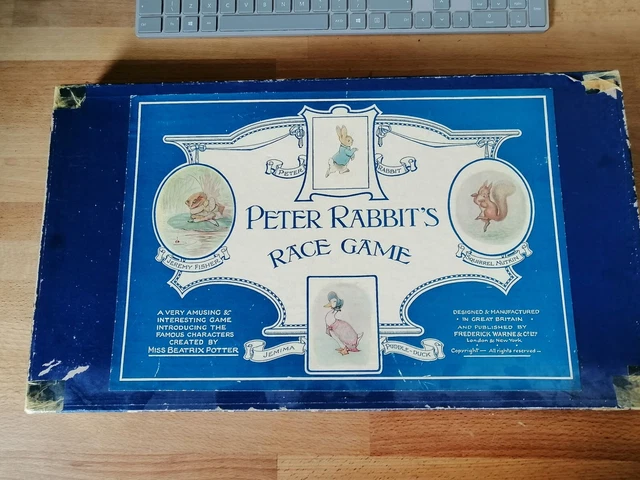 PETER RABBIT
PETER RABBIT'S
RACE GAME
JEREMY FISHER
SQUIRREL NUTKIN
JEMIMA PUDDLE-DUCK
A VERY AMUSING &
INTERESTING GAME
INTRODUCING THE
FAMOUS CHARACTERS
CREATED BY
MISS BEATRIX POTTER
DESIGNED & MANUFACTURED
• IN GREAT BRITAIN •
AND PUBLISHED BY
FREDERICK WARNE & CO LTD
London & New York.
Copyright — All rights reserved —